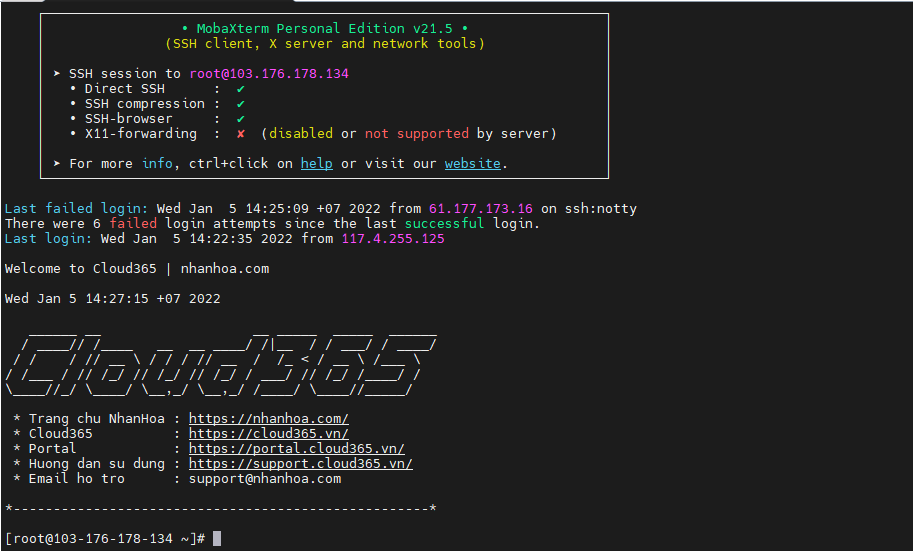 • MobaXterm Personal Edition v21.5 •
(SSH client, X server and network tools)
➤ SSH session to root@103.176.178.134
• Direct SSH : ✔
• SSH compression : ✔
• SSH-browser : ✔
• X11-forwarding : ✘ (disabled or not supported by server)
➤ For more info, ctrl+click on help or visit our website.
Last failed login: Wed Jan 5 14:25:09 +07 2022 from 61.177.173.16 on ssh:notty
There were 6 failed login attempts since the last successful login.
Last login: Wed Jan 5 14:22:35 2022 from 117.4.255.125
Welcome to Cloud365 | nhanhoa.com
Wed Jan 5 14:27:15 +07 2022
Cloud365
* Trang chu NhanHoa : https://nhanhoa.com/
* Cloud365 : https://cloud365.vn/
* Portal : https://portal.cloud365.vn/
* Huong dan su dung : https://support.cloud365.vn/
* Email ho tro : support@nhanhoa.com
*----------------------------------------------------*
[root@103-176-178-134 ~]#